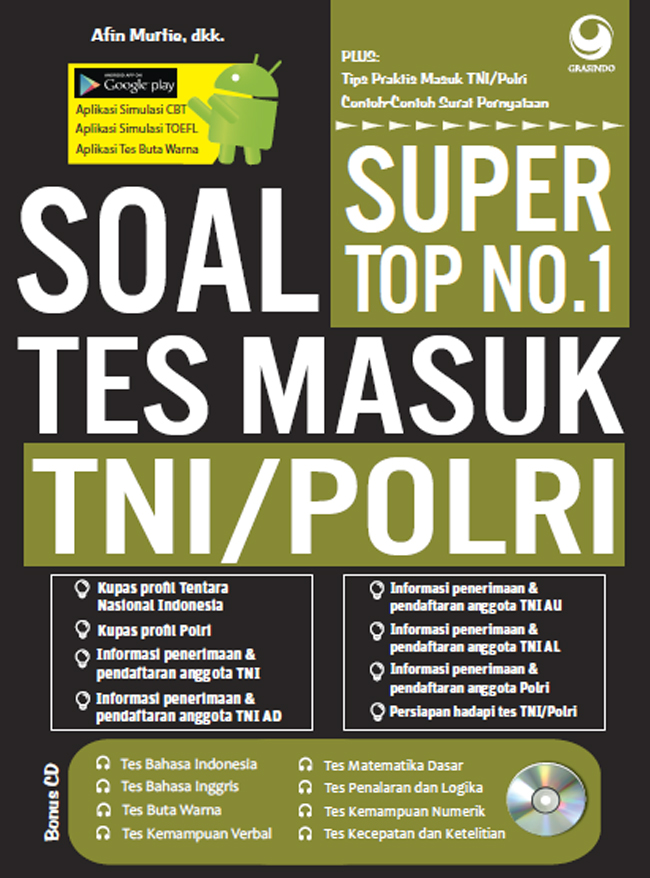 Afin Murtie, dkk.
ANDROID APP ON
Google play
Aplikasi Simulasi CBT
Aplikasi Simulasi TOEFL
Aplikasi Tes Buta Warna
PLUS:
Tips Praktis Masuk TNI/Polri
Contoh-Contoh Surat Pernyataan
GRASINDO
SUPER
TOP NO.1
SOAL
TES MASUK
TNI/POLRI
Kupas profil Tentara
Nasional Indonesia
Kupas profil Polri
Informasi penerimaan &
pendaftaran anggota TNI
Informasi penerimaan &
pendaftaran anggota TNI AD
Informasi penerimaan &
pendaftaran anggota TNI AU
Informasi penerimaan &
pendaftaran anggota TNI AL
Informasi penerimaan &
pendaftaran anggota Polri
Persiapan hadapi tes TNI/Polri
Bonus CD
Tes Bahasa Indonesia
Tes Bahasa Inggris
Tes Buta Warna
Tes Kemampuan Verbal
Tes Matematika Dasar
Tes Penalaran dan Logika
Tes Kemampuan Numerik
Tes Kecepatan dan Ketelitian